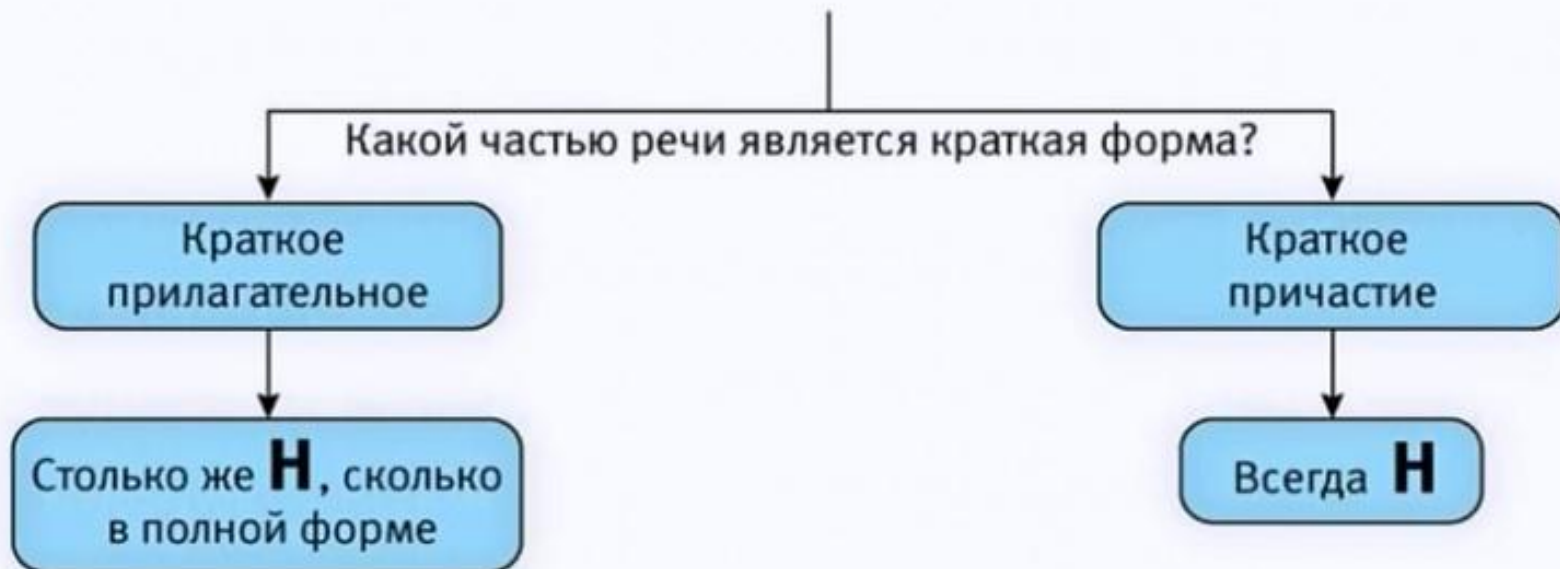 Какой частью речи является краткая форма?
Краткое
прилагательное
Краткое
причастие
Столько же Н, сколько
в полной форме
Всегда Н